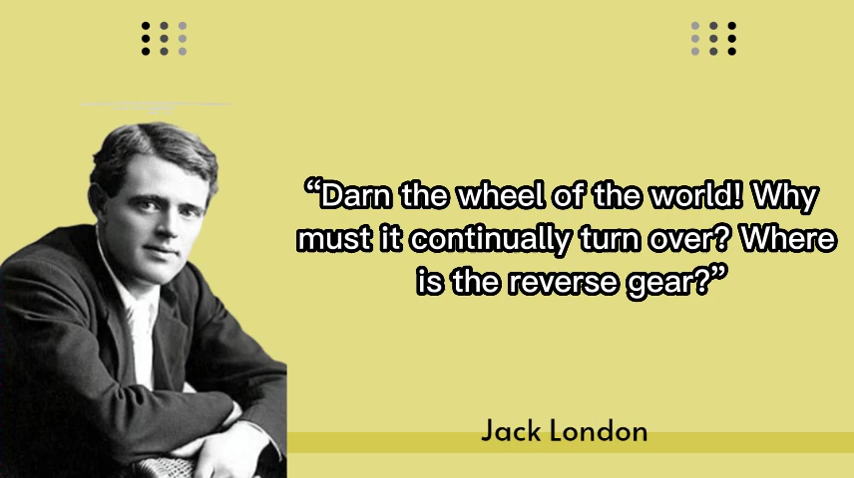 “Darn the wheel of the world! Why
must it continually turn over? Where
is the reverse gear?”
Jack London